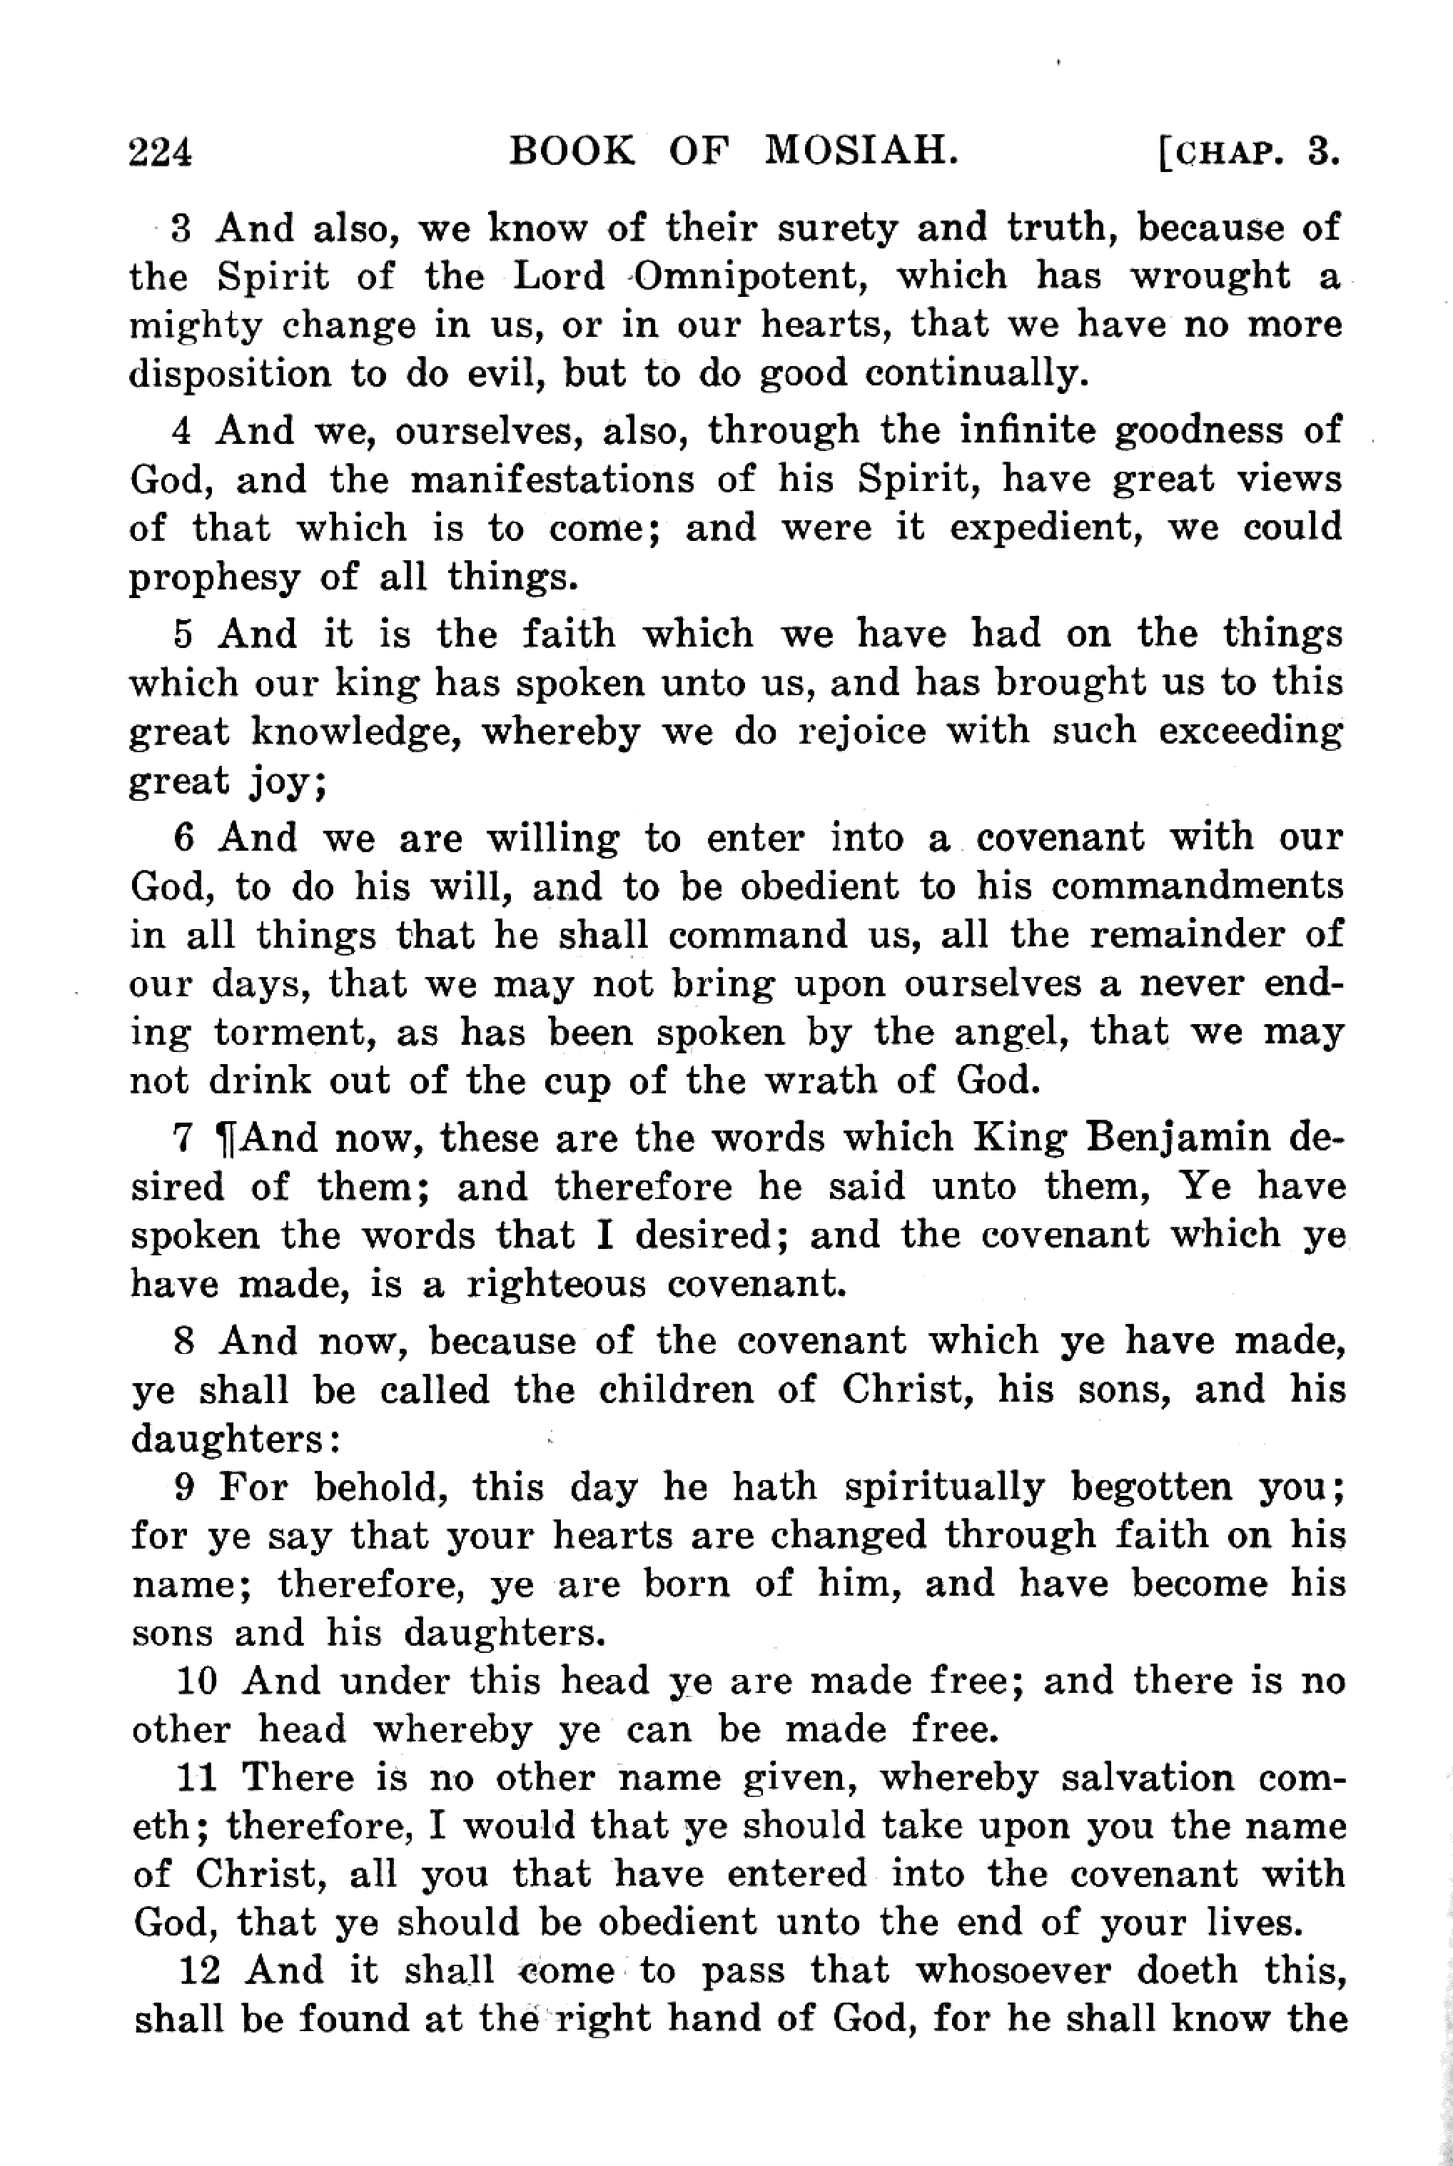 224 BOOK OF MOSIAH. [CHAP. 3.
3 And also, we know of their surety and truth, because of
the Spirit of the Lord Omnipotent, which has wrought a
mighty change in us, or in our hearts, that we have no more
disposition to do evil, but to do good continually.
4 And we, ourselves, also, through the infinite goodness of
God, and the manifestations of his Spirit, have great views
of that which is to come; and were it expedient, we could
prophesy of all things.
5 And it is the faith which we have had on the things
which our king has spoken unto us, and has brought us to this
great knowledge, whereby we do rejoice with such exceeding
great joy;
6 And we are willing to enter into a covenant with our
God, to do his will, and to be obedient to his commandments
in all things that he shall command us, all the remainder of
our days, that we may not bring upon ourselves a never end-
ing torment, as has been spoken by the angel, that we may
not drink out of the cup of the wrath of God.
7 ¶And now, these are the words which King Benjamin de-
sired of them; and therefore he said unto them, Ye have
spoken the words that I desired; and the covenant which ye
have made, is a righteous covenant.
8 And now, because of the covenant which ye have made,
ye shall be called the children of Christ, his sons, and his
daughters:
9 For behold, this day he hath spiritually begotten you;
for ye say that your hearts are changed through faith on his
name; therefore, ye are born of him, and have become his
sons and his daughters.
10 And under this head ye are made free; and there is no
other head whereby ye can be made free.
11 There is no other name given, whereby salvation com-
eth; therefore, I would that ye should take upon you the name
of Christ, all you that have entered into the covenant with
God, that ye should be obedient unto the end of your lives.
12 And it shall come to pass that whosoever doeth this,
shall be found at the right hand of God, for he shall know the